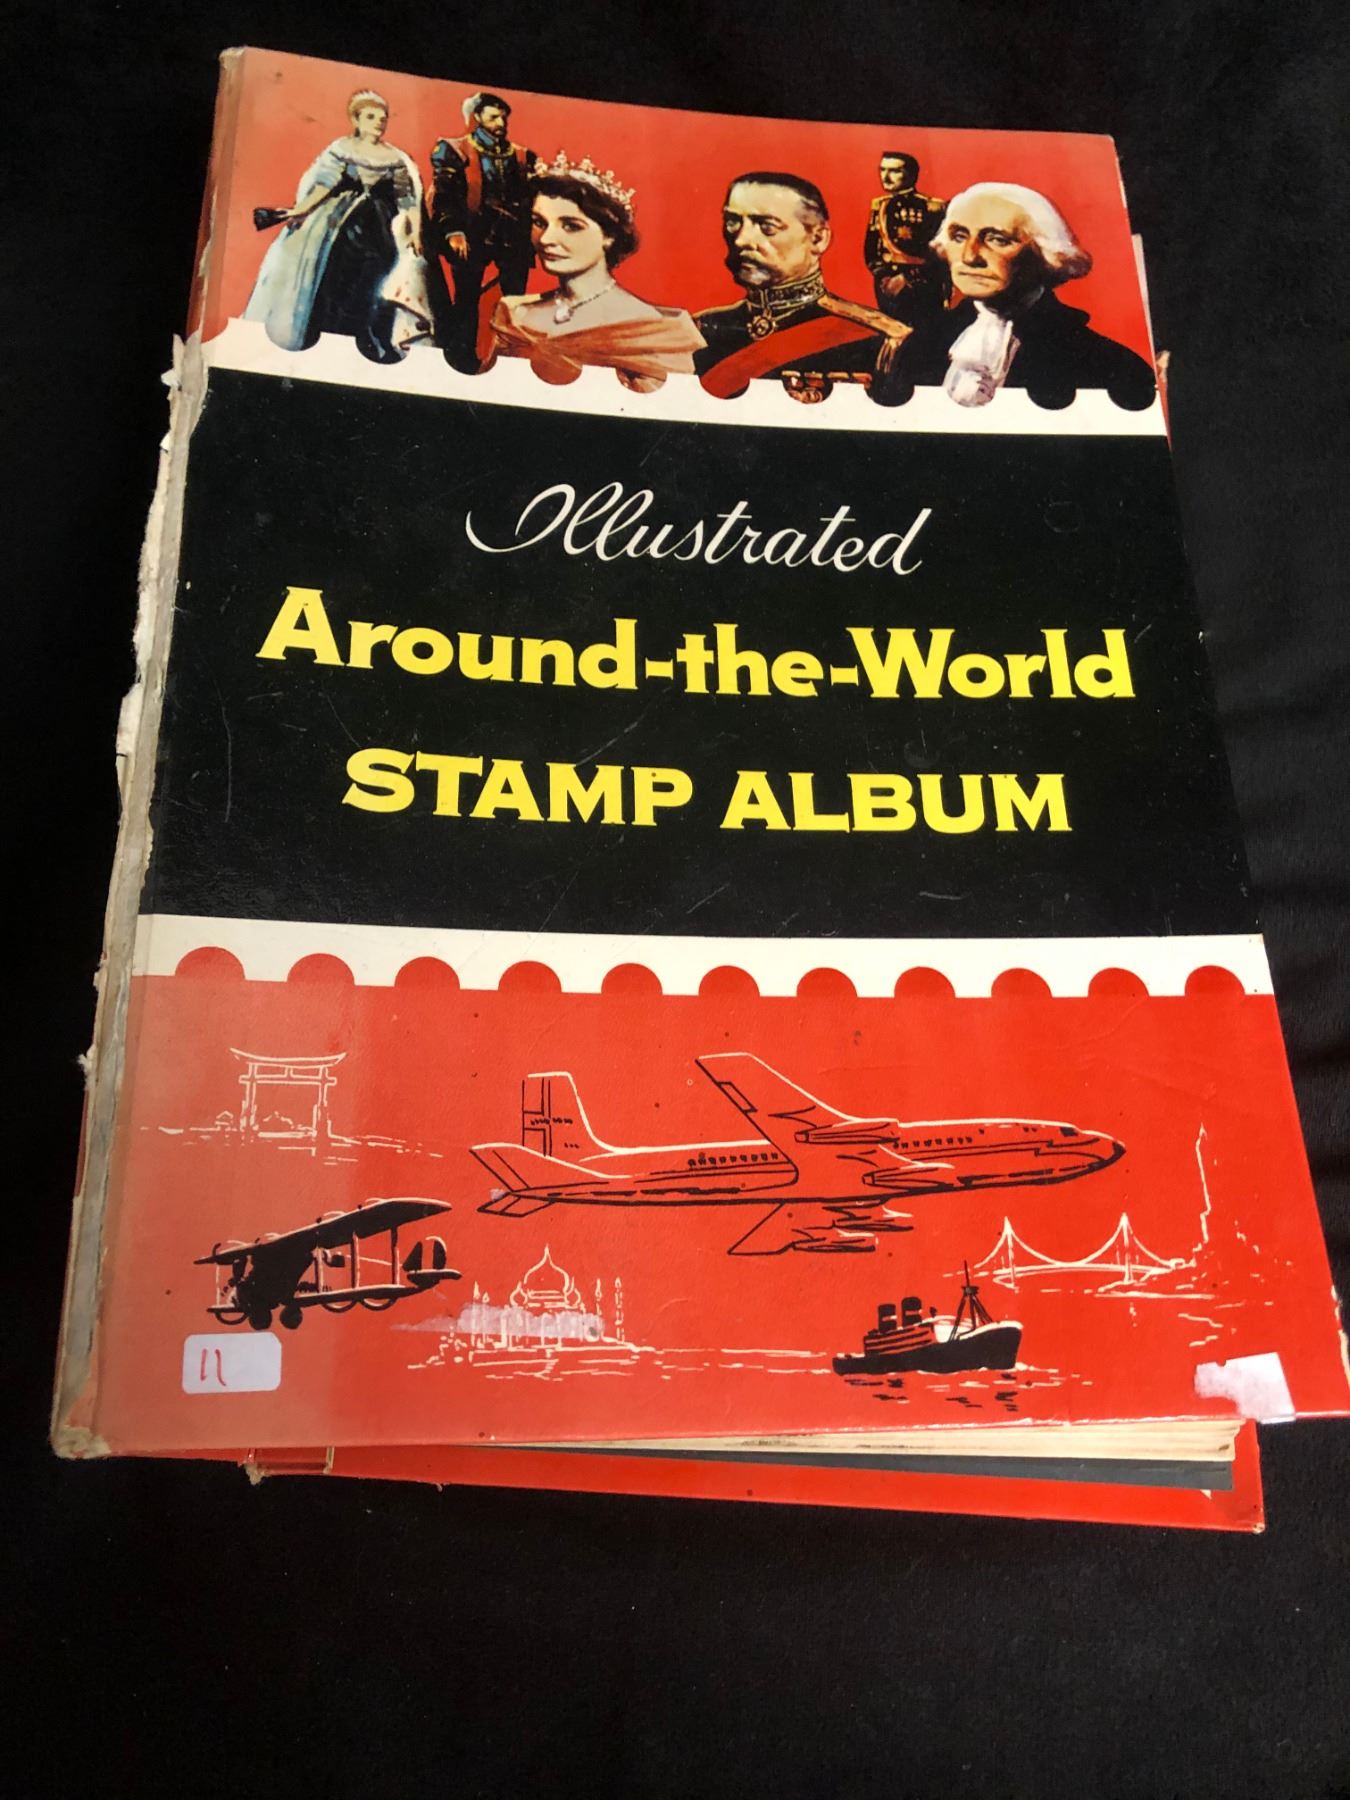 Illustrated
Around-the-World
STAMP ALBUM
11